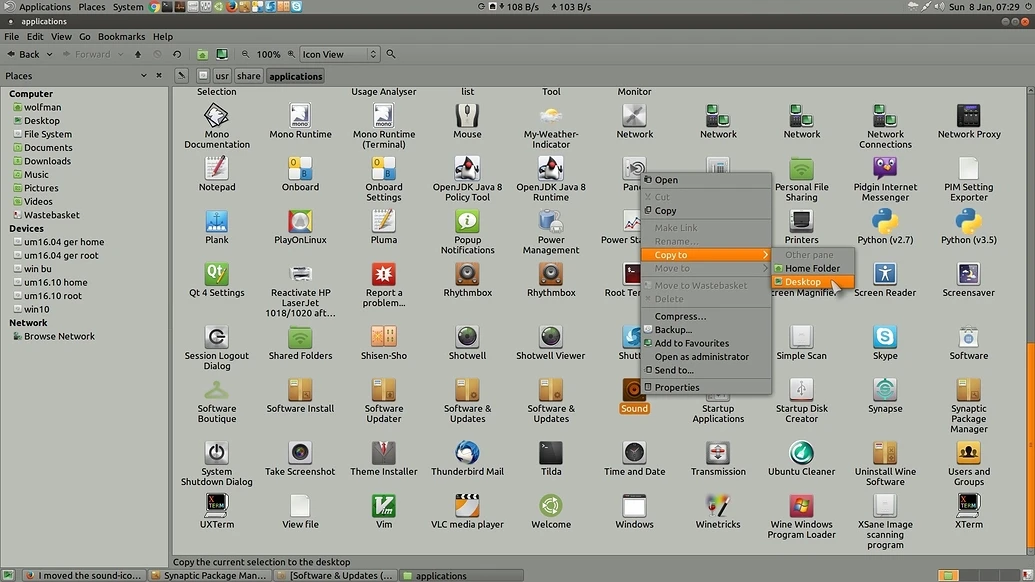 Applications Places System
108 B/s 103 B/s
Sun 8 Jan, 07:29
applications
File Edit View Go Bookmarks Help
Back Forward 100% Icon View
Places
usr share applications
Computer
wolfman
Desktop
File System
Documents
Downloads
Music
Pictures
Videos
Wastebasket
Devices
um16.04 ger home
um16.04 ger root
win bu
um16.10 home
um16.10 root
win10
Network
Browse Network
Selection
Usage Analyser
list
Tool
Monitor
Mono
Documentation
Mono Runtime
Mono Runtime
(Terminal)
Mouse
My-Weather-
Indicator
Network
Network
Network
Network
Connections
Network Proxy
Notepad
Onboard
Onboard
Settings
OpenJDK Java 8
Policy Tool
OpenJDK Java 8
Runtime
Personal File
Sharing
Pidgin Internet
Messenger
PIM Setting
Exporter
Plank
PlayOnLinux
Pluma
Popup
Notifications
Power
Management
Power Sta
Printers
Python (v2.7)
Python (v3.5)
Qt 4 Settings
Reactivate HP
LaserJet
1018/1020 aft...
Report a
problem...
Rhythmbox
Rhythmbox
Root Ter
creen Magnifie
Screen Reader
Screensaver
Session Logout
Dialog
Shared Folders
Shisen-Sho
Shotwell
Shotwell Viewer
Shutt
Simple Scan
Skype
Software
Software
Boutique
Software Install
Software
Updater
Software &
Updates
Software &
Updates
Sound
Startup
Applications
Startup Disk
Creator
Synapse
Synaptic
Package
Manager
System
Shutdown Dialog
Take Screenshot
Theme Installer
Thunderbird Mail
Tilda
Time and Date
Transmission
Ubuntu Cleaner
Uninstall Wine
Software
Users and
Groups
UXTerm
View file
Vim
VLC media player
Welcome
Windows
Winetricks
Wine Windows
Program Loader
XSane Image
scanning
program
XTerm
Open
Cut
Copy
Make Link
Rename...
Copy to
Move to
Move to Wastebasket
Delete
Compress...
Backup...
Add to Favourites
Open as administrator
Send to...
Properties
Other pane
Home Folder
Desktop
Copy the current selection to the desktop
I moved the sound-ico... Synaptic Package Man... [Software & Updates (... applications